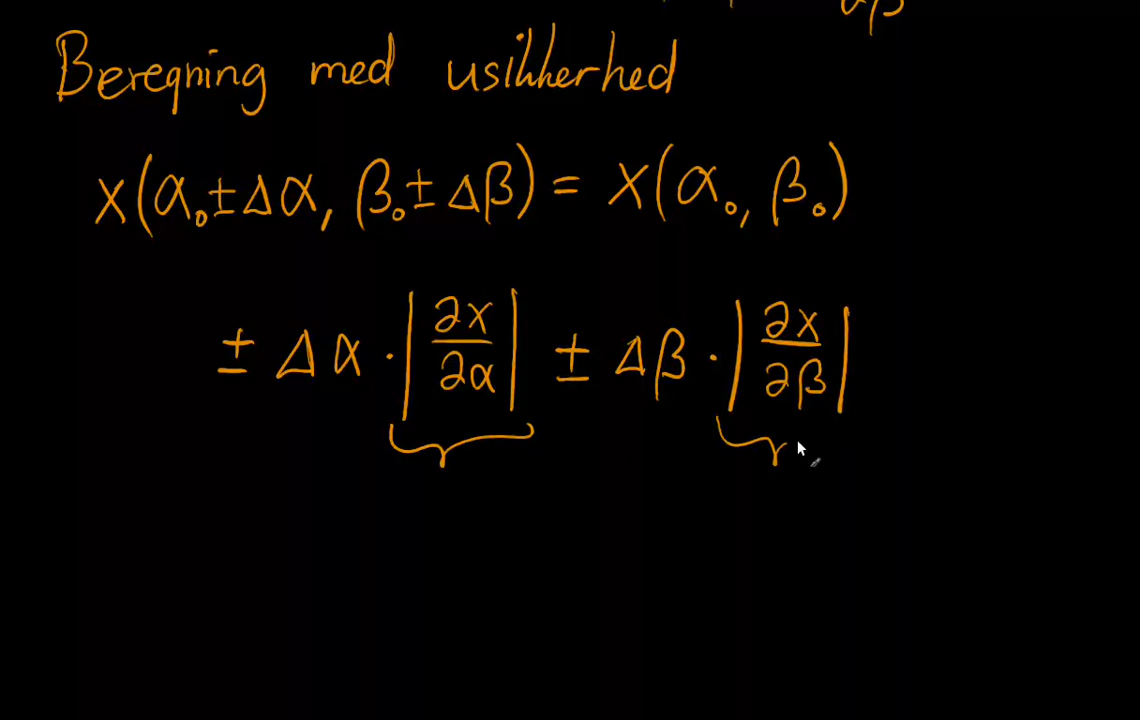 Beregning med usikkerhed
x(α₀ ± Δα, β₀ ± Δβ) = x(α₀, β₀)
± Δα · |∂x/∂α| ± Δβ · |∂x/∂β|